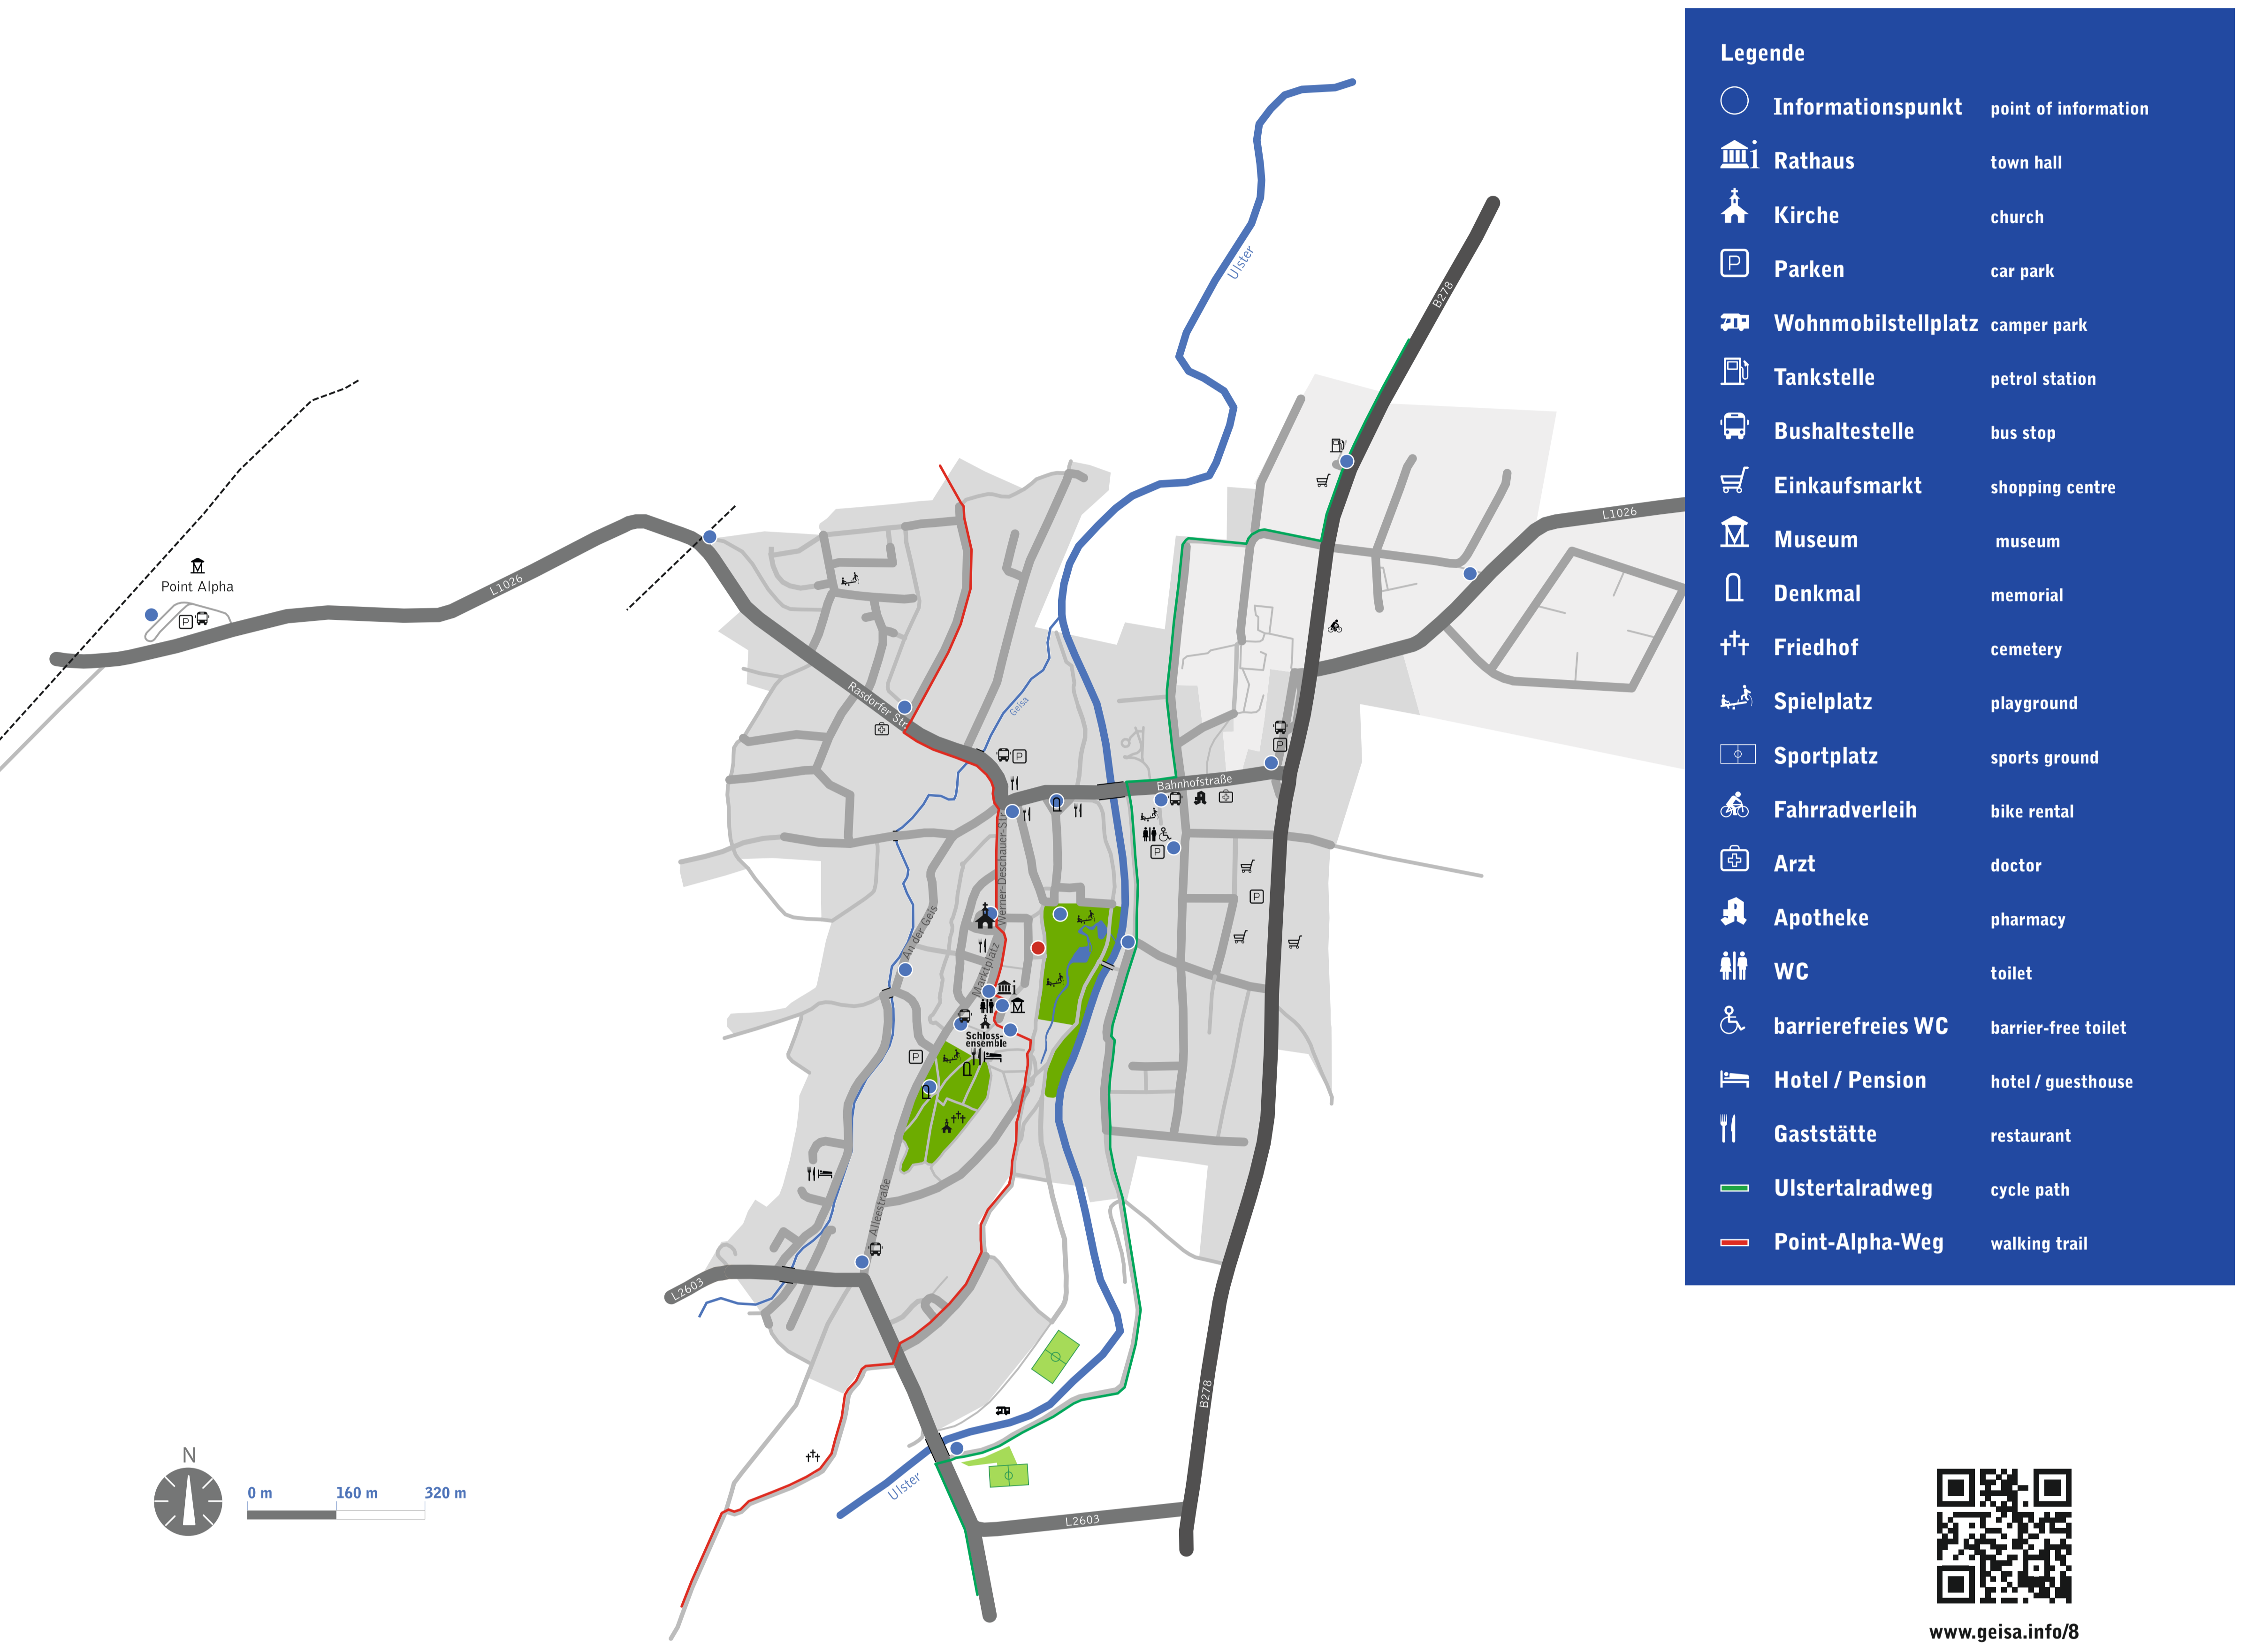 Legende
Informationspunkt point of information
i Rathaus town hall
Kirche church
P Parken car park
Wohnmobilstellplatz camper park
Tankstelle petrol station
Bushaltestelle bus stop
Einkaufsmarkt shopping centre
Museum museum
Denkmal memorial
Friedhof cemetery
Spielplatz playground
Sportplatz sports ground
Fahrradverleih bike rental
Arzt doctor
Apotheke pharmacy
WC toilet
barrierefreies WC barrier-free toilet
Hotel / Pension hotel / guesthouse
Gaststätte restaurant
Ulstertalradweg cycle path
Point-Alpha-Weg walking trail
Ulster
B278
L1026
Point Alpha
P
L1026
Rasdorfer Str.
Geisa
P
P
Bahnhofstraße
Werner-Deschauer-Str.
P
P
An der Geis
Marktplatz
i
Schloss-
ensemble
P
Alleestraße
L2603
B278
Ulster
L2603
N
0 m 160 m 320 m
www.geisa.info/8